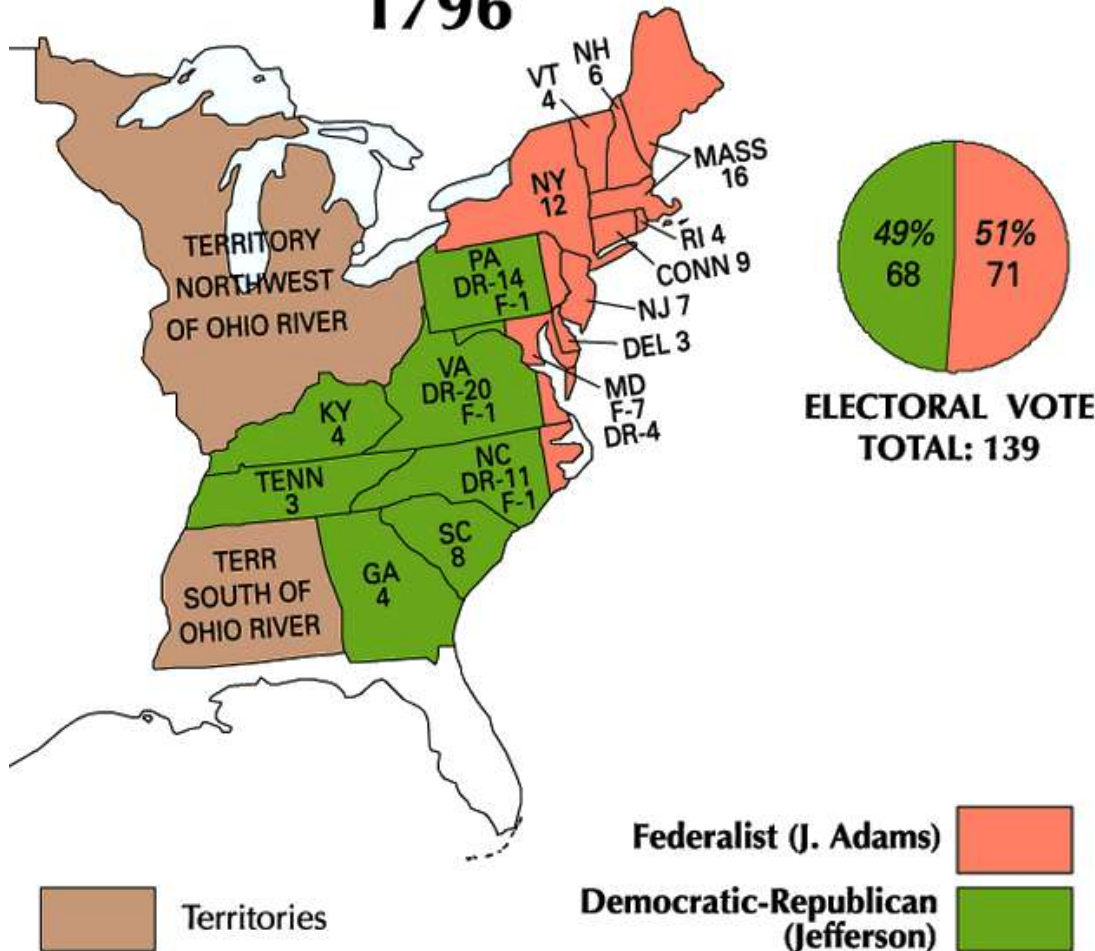 1796
NH
6
VT
4
MASS
16
NY
12
RI 4
CONN 9
NJ 7
DEL 3
MD
F-7
DR-4
PA
DR-14
F-1
TERRITORY
NORTHWEST
OF OHIO RIVER
VA
DR-20
F-1
KY
4
NC
DR-11
F-1
TENN
3
SC
8
GA
4
TERR
SOUTH OF
OHIO RIVER
49%
68
51%
71
ELECTORAL VOTE
TOTAL: 139
Federalist (J. Adams)
Democratic-Republican
(Jefferson)
Territories